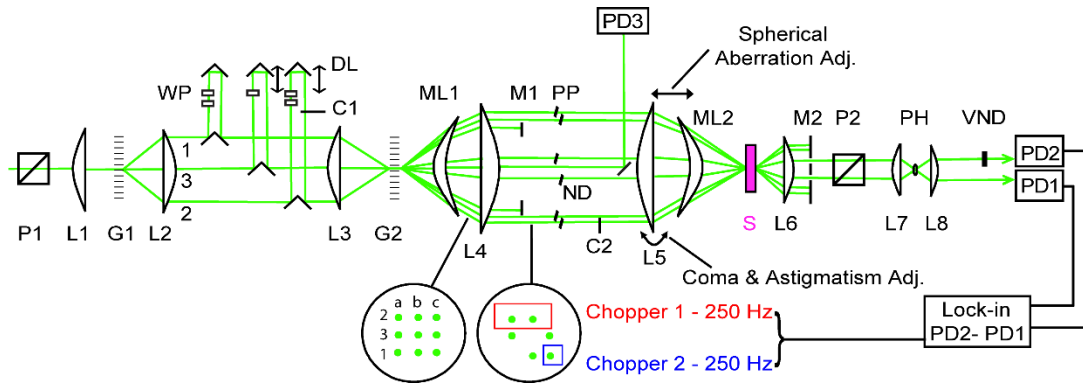 PD3
Spherical
Aberration Adj.
DL
WP
C1
ML1
M1
PP
ML2
M2
P2
PH
VND
1
3
2
ND
PD2
PD1
P1
L1
G1
L2
L3
G2
L4
C2
L5
S
L6
L7
L8
Coma & Astigmatism Adj.
a b c
2
3
1
Chopper 1 - 250 Hz
Chopper 2 - 250 Hz
Lock-in
PD2- PD1